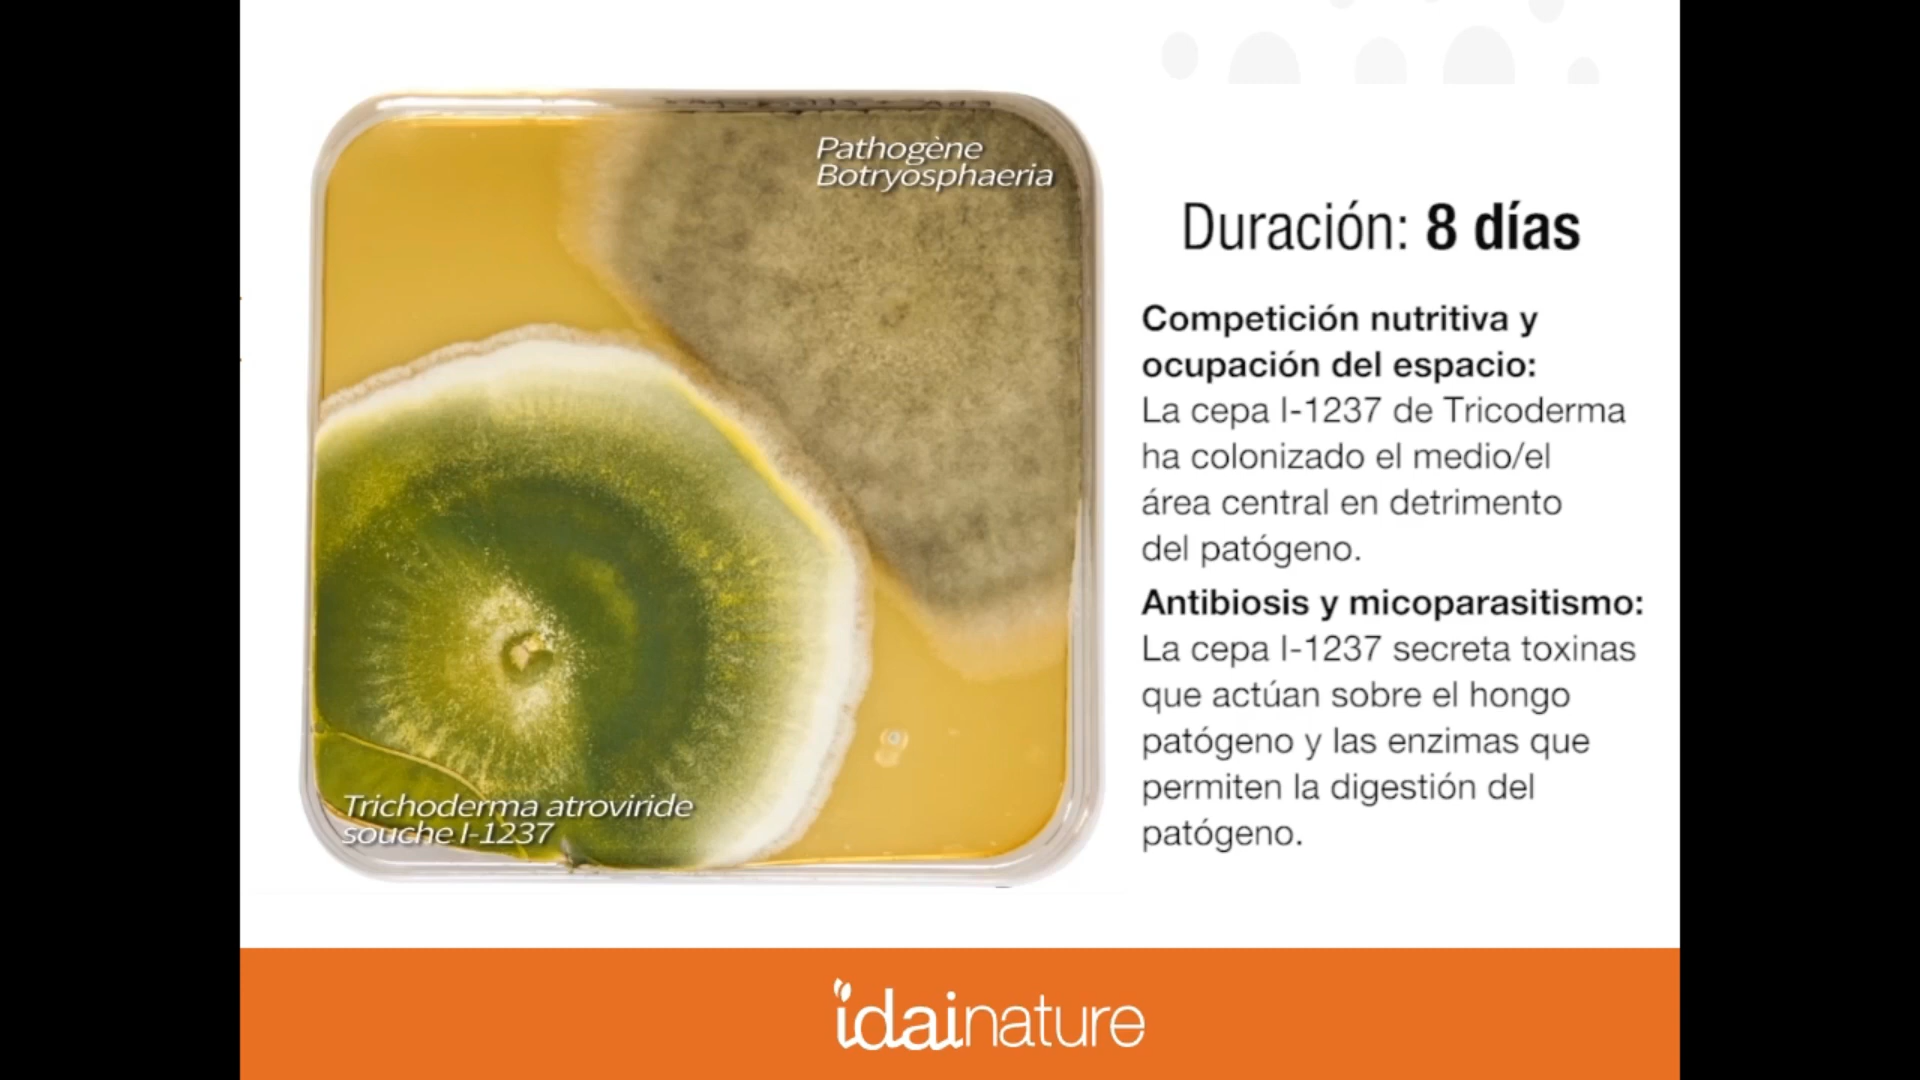 Pathogène
Botryosphaeria
Duración: 8 días
Competición nutritiva y
ocupación del espacio:
La cepa I-1237 de Tricoderma
ha colonizado el medio/el
área central en detrimento
del patógeno.
Antibiosis y micoparasitismo:
La cepa I-1237 secreta toxinas
que actúan sobre el hongo
patógeno y las enzimas que
permiten la digestión del
patógeno.
Trichoderma atroviride
souche I-1237
idainature